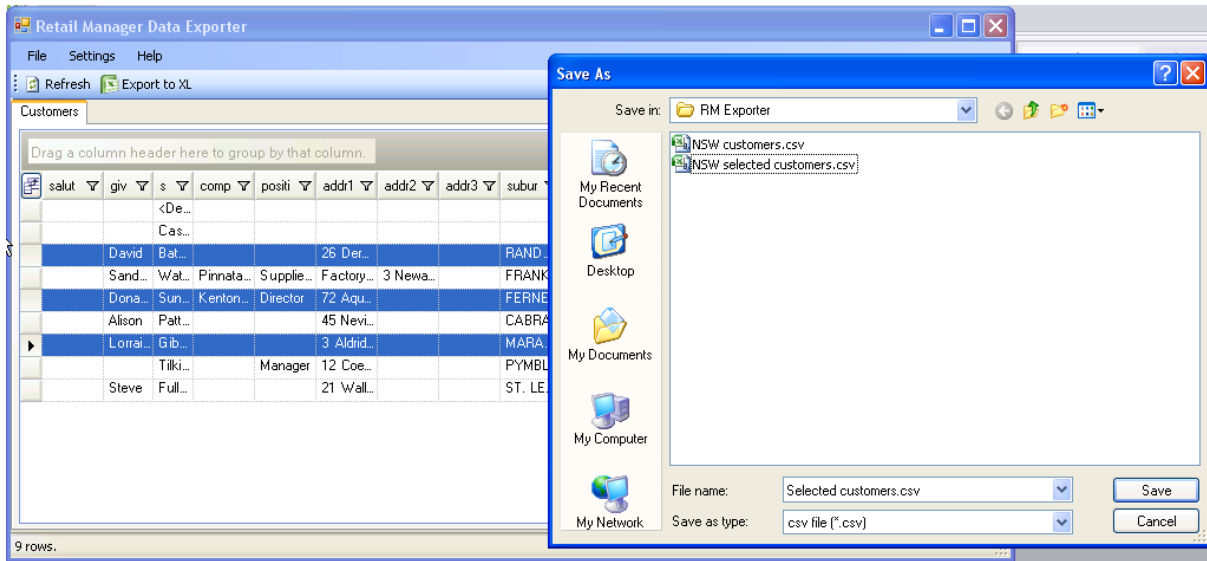 Retail Manager Data Exporter
File Settings Help
Refresh Export to XL
Customers
Drag a column header here to group by that column.
salut giv s comp positi addr1 addr2 addr3 subur
<De...
Cas...
David Bat... 26 Der... RAND...
Sand... Wat... Pinnata... Supplie... Factory... 3 Newa... FRANK
Dona... Sun... Kenton... Director 72 Aqu... FERNE
Alison Patt... 45 Nevi... CABRA
Lorrai... Gib... 3 Aldrid... MARA...
Tilki... Manager 12 Coe... PYMBL
Steve Full... 21 Wall... ST. LE...
9 rows.
Save As
Save in: RM Exporter
My Recent
Documents
Desktop
My Documents
My Computer
My Network
NSW customers.csv
NSW selected customers.csv
File name: Selected customers.csv Save
Save as type: csv file (*.csv) Cancel